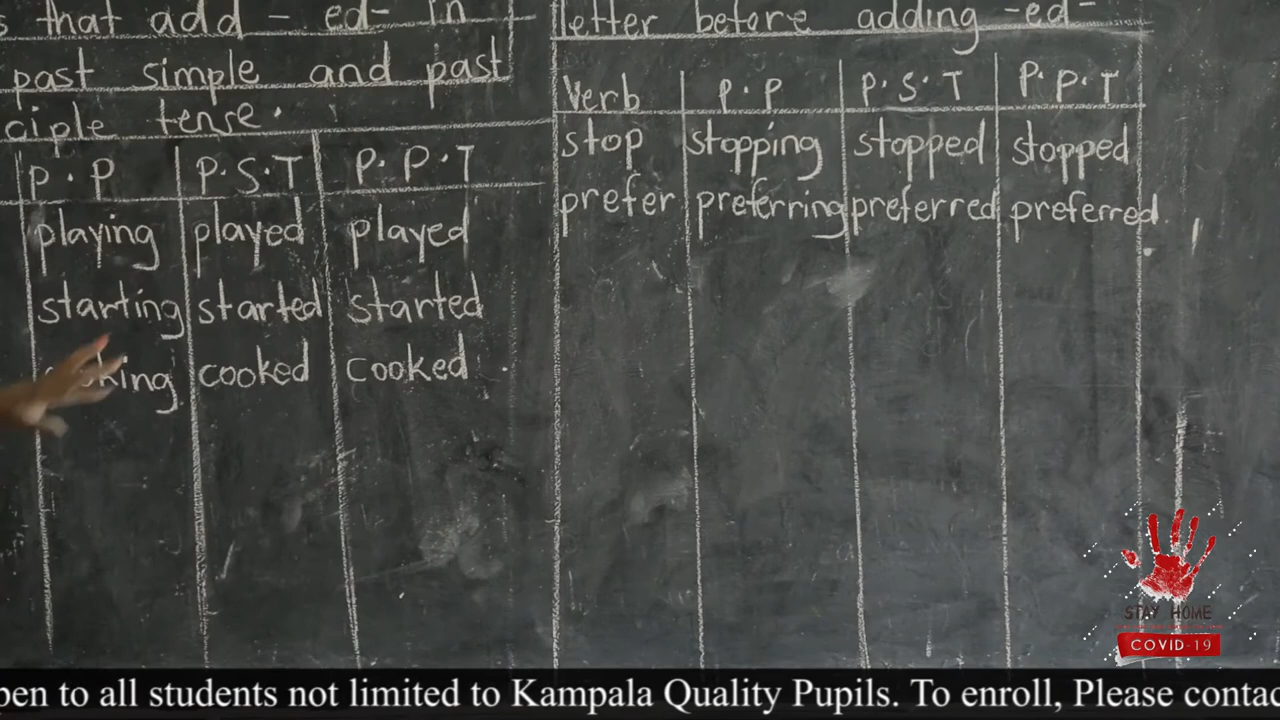 s that add - ed- in
past simple and past
ciple tense.
P.P P.S.T P.P.T
playing played played
starting started started
cooked cooked
letter before adding -ed-
Verb P.P P.S.T P.P.T
stop stopping stopped stopped
prefer preferring preferred preferred
STAY HOME
COVID-19
pen to all students not limited to Kampala Quality Pupils. To enroll, Please contac